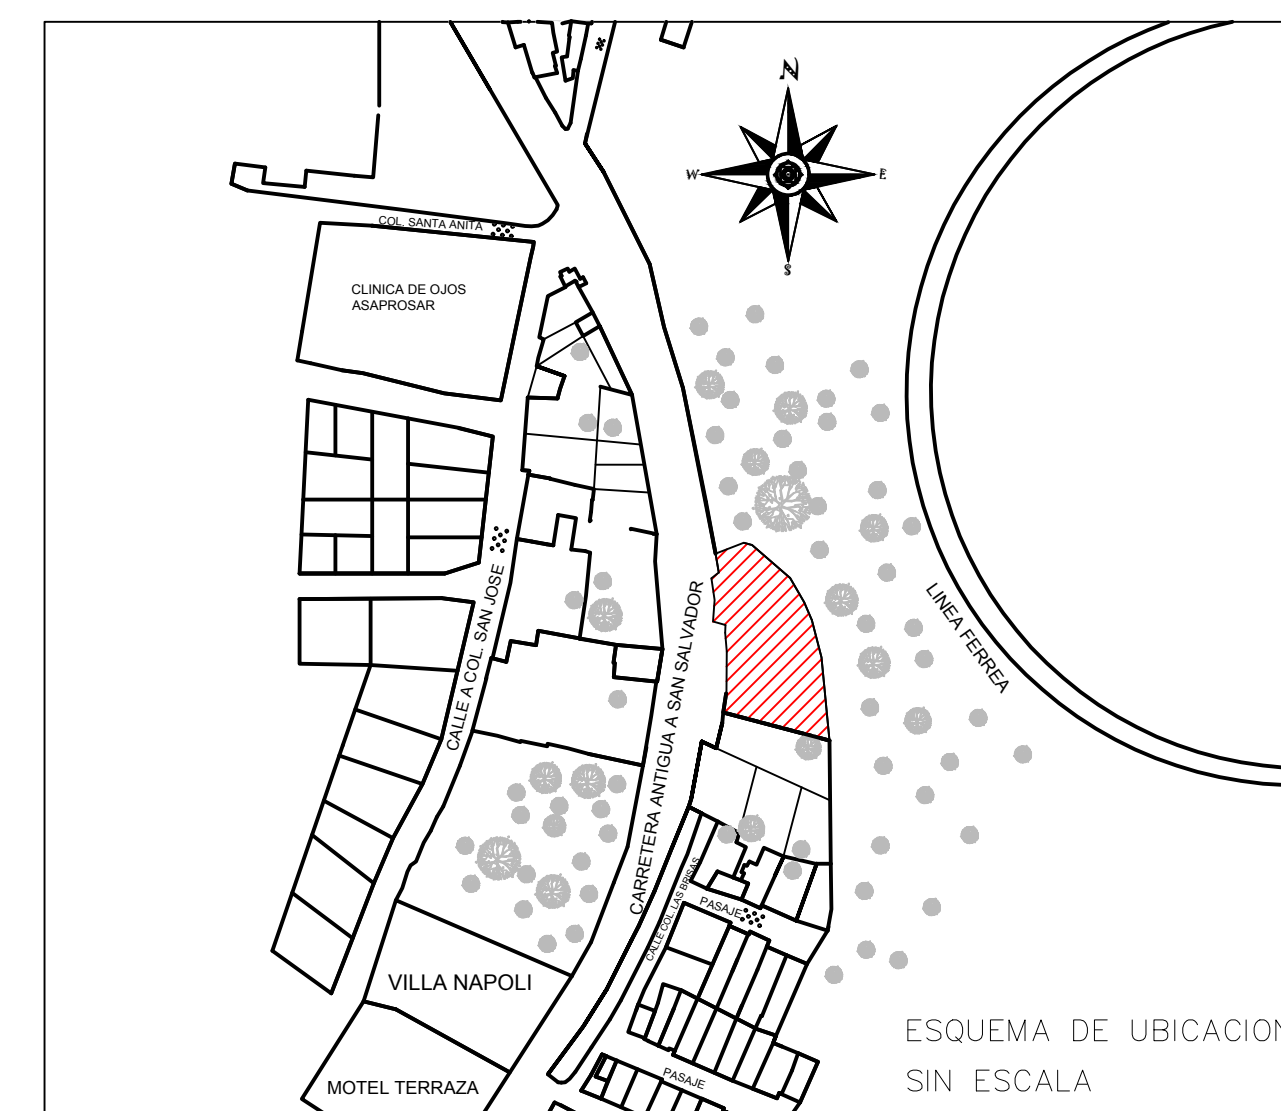 N
W
E
S
COL. SANTA ANITA
CLINICA DE OJOS
ASAPROSAR
CALLE A COL. SAN JOSE
CARRETERA ANTIGUA A SAN SALVADOR
LINEA FERREA
CALLE COL. LAS BRISAS
PASAJE
VILLA NAPOLI
ESQUEMA DE UBICACION
SIN ESCALA
PASAJE
MOTEL TERRAZA